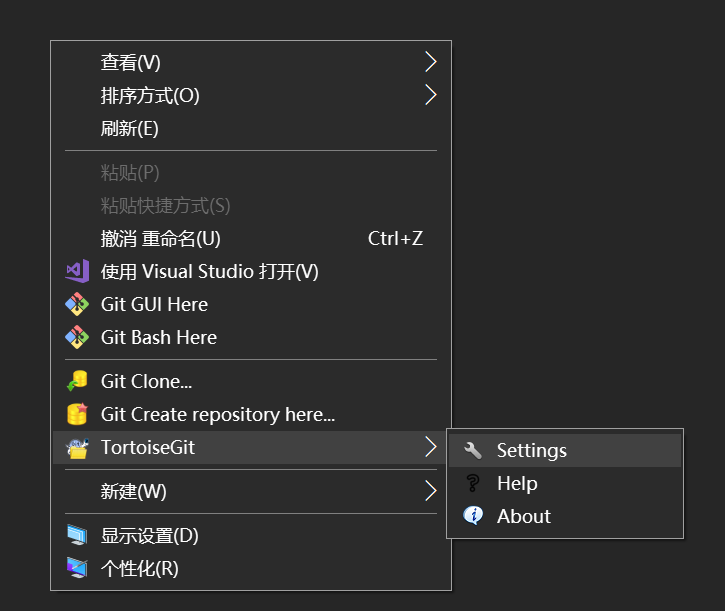 查看(V)
排序方式(O)
刷新(E)
粘贴(P)
粘贴快捷方式(S)
撤消 重命名(U) Ctrl+Z
使用 Visual Studio 打开(V)
Git GUI Here
Git Bash Here
Git Clone...
Git Create repository here...
TortoiseGit
Settings
Help
About
新建(W)
显示设置(D)
个性化(R)